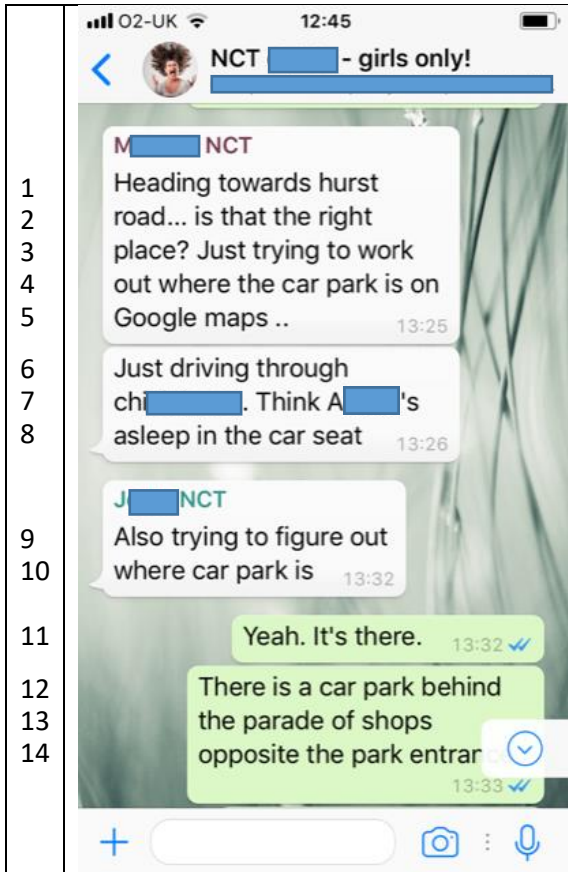 O2-UK 12:45
NCT - girls only!
M NCT
1 Heading towards hurst
2 road... is that the right
3 place? Just trying to work
4 out where the car park is on
5 Google maps .. 13:25
6 Just driving through
7 chi . Think A 's
8 asleep in the car seat 13:26
J NCT
9 Also trying to figure out
10 where car park is 13:32
11 Yeah. It's there. 13:32
12 There is a car park behind
13 the parade of shops
14 opposite the park
13:33